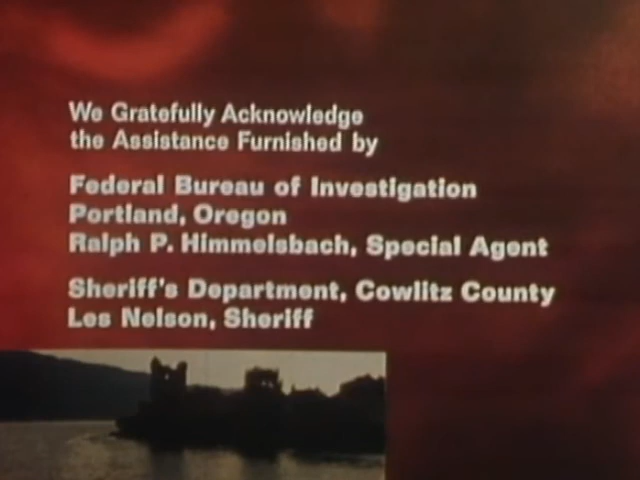 We Gratefully Acknowledge
the Assistance Furnished by
Federal Bureau of Investigation
Portland, Oregon
Ralph P. Himmelsbach, Special Agent
Sheriff's Department, Cowlitz County
Les Nelson, Sheriff